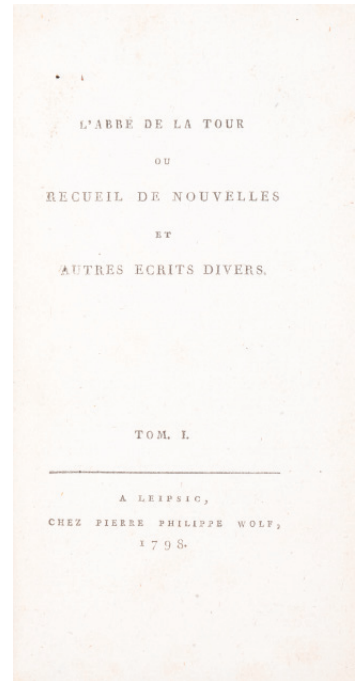 L'ABBE DE LA TOUR
OU
RECUEIL DE NOUVELLES
ET
AUTRES ECRITS DIVERS.
TOM. I.
A LEIPSIC,
CHEZ PIERRE PHILIPPE WOLF,
1798.